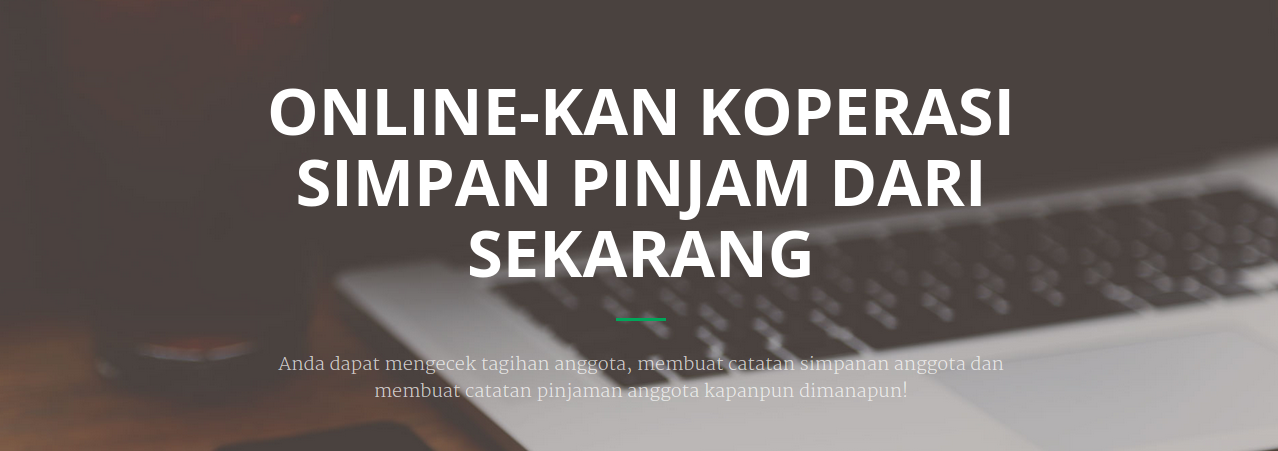 ONLINE-KAN KOPERASI
SIMPAN PINJAM DARI
SEKARANG
Anda dapat mengecek tagihan anggota, membuat catatan simpanan anggota dan
membuat catatan pinjaman anggota kapanpun dimanapun!